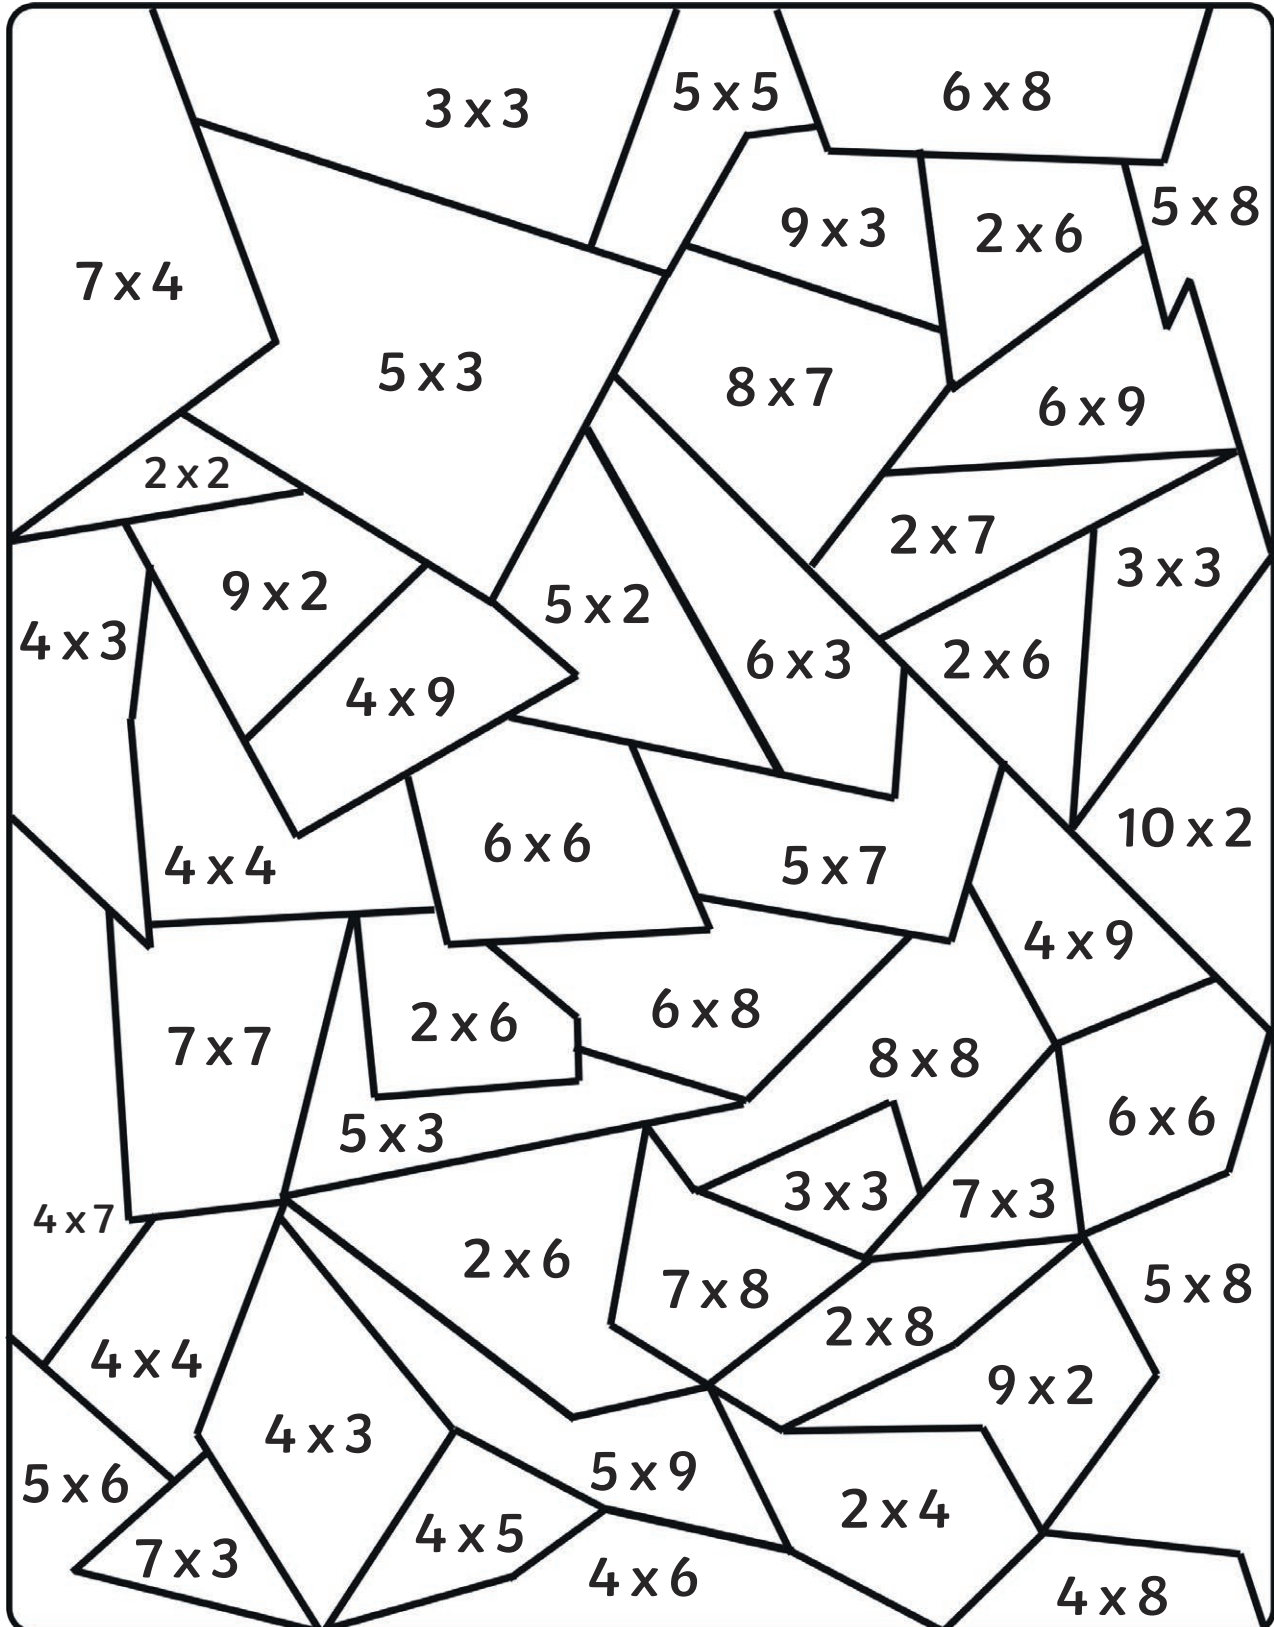 3 x 3
5 x 5
6 x 8
5 x 8
9 x 3
2 x 6
7 x 4
5 x 3
8 x 7
6 x 9
2 x 2
2 x 7
3 x 3
9 x 2
5 x 2
4 x 3
6 x 3
2 x 6
4 x 9
10 x 2
6 x 6
5 x 7
4 x 4
4 x 9
6 x 8
2 x 6
7 x 7
8 x 8
6 x 6
5 x 3
3 x 3
7 x 3
4 x 7
2 x 6
7 x 8
5 x 8
2 x 8
4 x 4
9 x 2
4 x 3
5 x 9
5 x 6
2 x 4
4 x 5
7 x 3
4 x 6
4 x 8